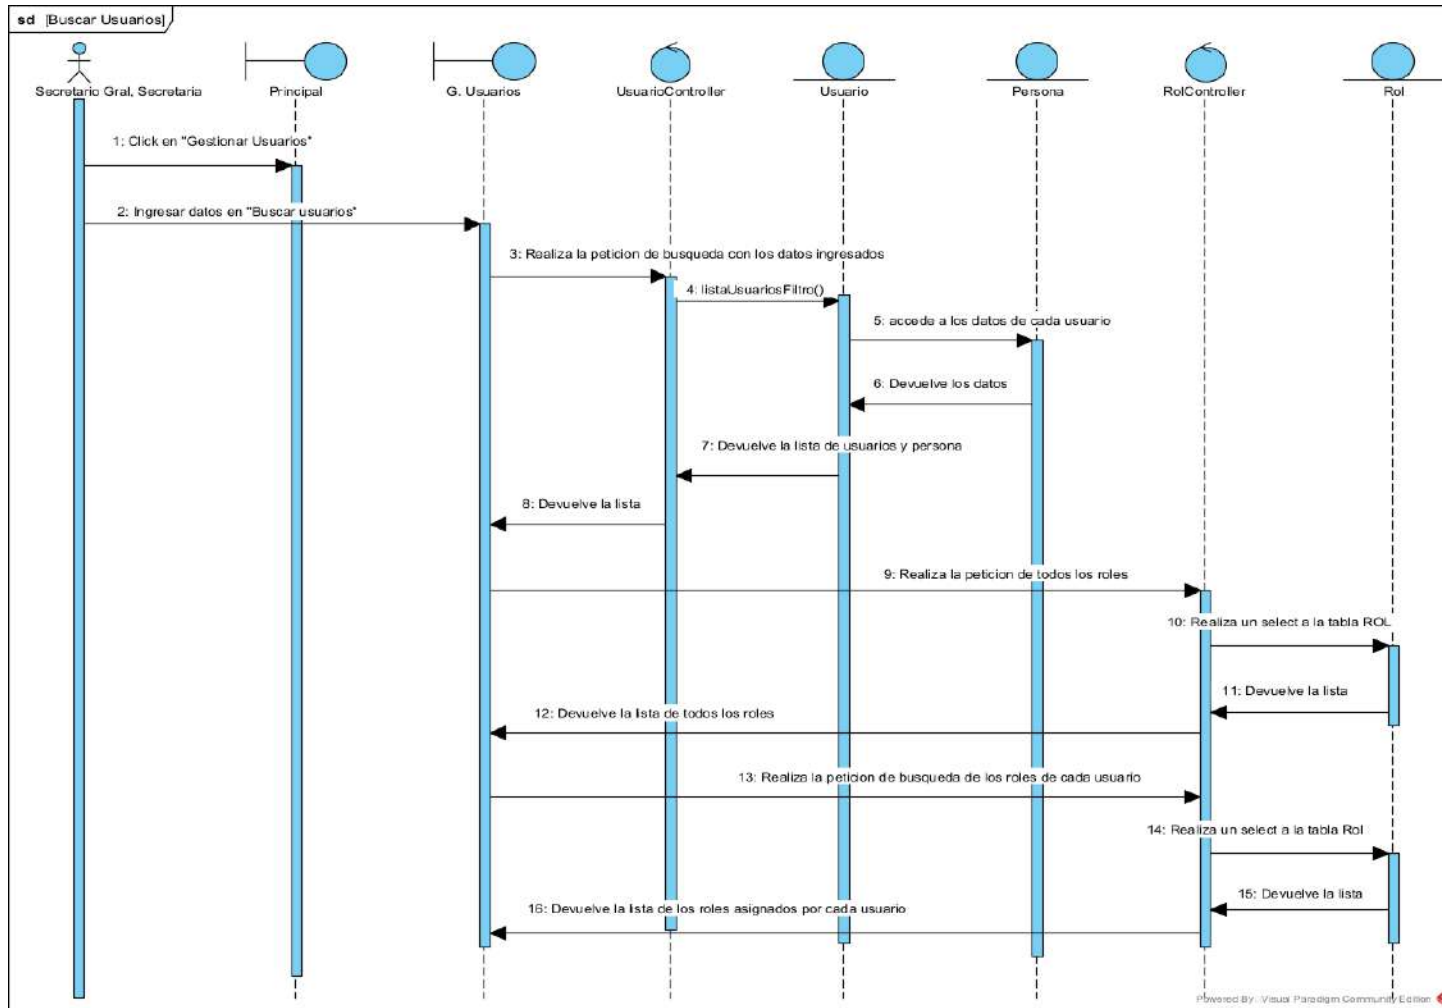 sd [Buscar Usuarios]
Secretario Gral, Secretaria
Principal
G. Usuarios
UsuarioController
Usuario
Persona
RolController
Rol
1: Click en "Gestionar Usuarios"
2: Ingresar datos en "Buscar usuarios"
3: Realiza la peticion de busqueda con los datos ingresados
4: listaUsuariosFiltro()
5: accede a los datos de cada usuario
6: Devuelve los datos
7: Devuelve la lista de usuarios y persona
8: Devuelve la lista
9: Realiza la peticion de todos los roles
10: Realiza un select a la tabla ROL
11: Devuelve la lista
12: Devuelve la lista de todos los roles
13: Realiza la peticion de busqueda de los roles de cada usuario
14: Realiza un select a la tabla Rol
15: Devuelve la lista
16: Devuelve la lista de los roles asignados por cada usuario
Powered By: Visual Paradigm Community Edition